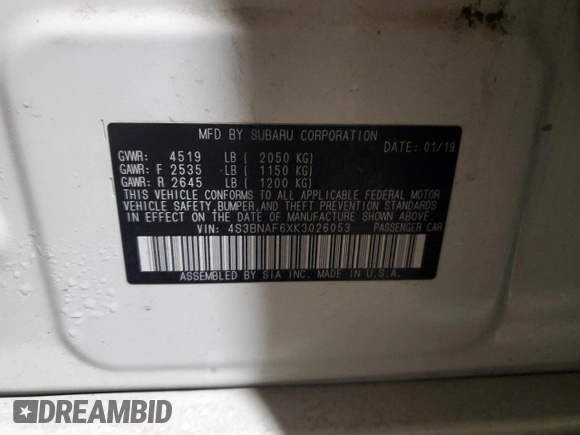 MFD BY SUBARU CORPORATION
DATE: 01/19
GVWR: 4519 LB ( 2050 KG)
GAWR: F 2535 LB ( 1150 KG)
GAWR: R 2645 LB ( 1200 KG)
THIS VEHICLE CONFORMS TO ALL APPLICABLE FEDERAL MOTOR
VEHICLE SAFETY, BUMPER, AND THEFT PREVENTION STANDARDS
IN EFFECT ON THE DATE OF MANUFACTURE SHOWN ABOVE.
VIN: 4S3BNAF6XK3026053 PASSENGER CAR
ASSEMBLED BY SIA INC. MADE IN U.S.A.
DREAMBID